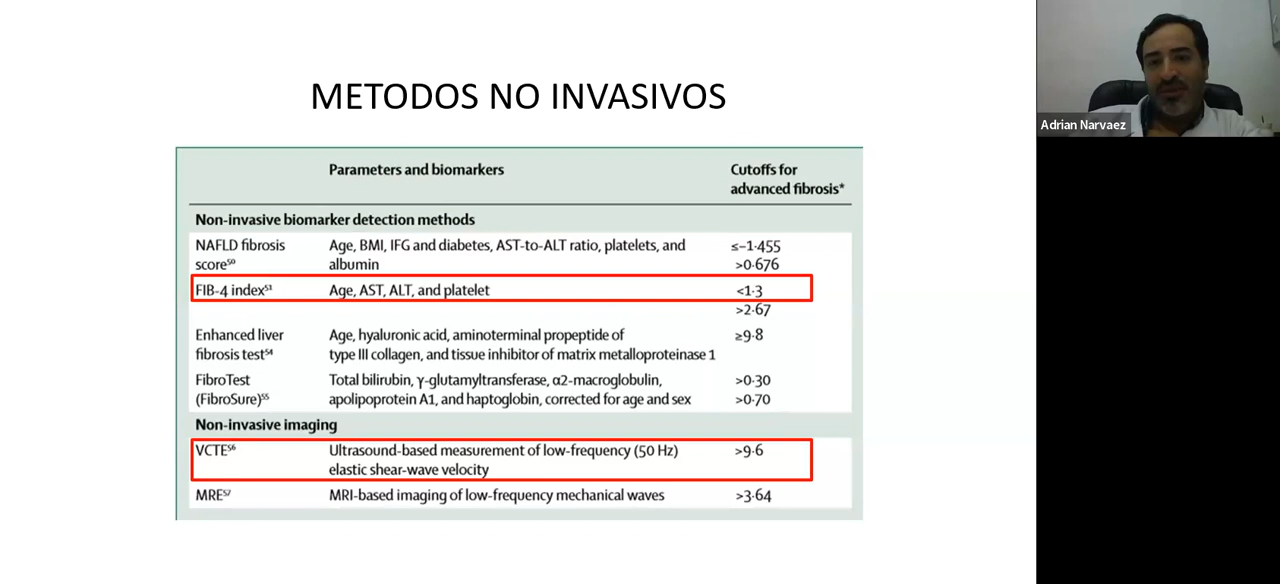 METODOS NO INVASIVOS
Adrian Narvaez
Parameters and biomarkers
Cutoffs for
advanced fibrosis*
Non-invasive biomarker detection methods
NAFLD fibrosis
score⁵⁰
Age, BMI, IFG and diabetes, AST-to-ALT ratio, platelets, and
albumin
≤–1·455
>0·676
FIB-4 index⁵¹
Age, AST, ALT, and platelet
<1·3
>2·67
Enhanced liver
fibrosis test⁵⁴
Age, hyaluronic acid, aminoterminal propeptide of
type III collagen, and tissue inhibitor of matrix metalloproteinase 1
≥9·8
FibroTest
(FibroSure)⁵⁵
Total bilirubin, γ-glutamyltransferase, α2-macroglobulin,
apolipoprotein A1, and haptoglobin, corrected for age and sex
>0·30
>0·70
Non-invasive imaging
VCTE⁵⁶
Ultrasound-based measurement of low-frequency (50 Hz)
elastic shear-wave velocity
>9·6
MRE⁵⁷
MRI-based imaging of low-frequency mechanical waves
>3·64